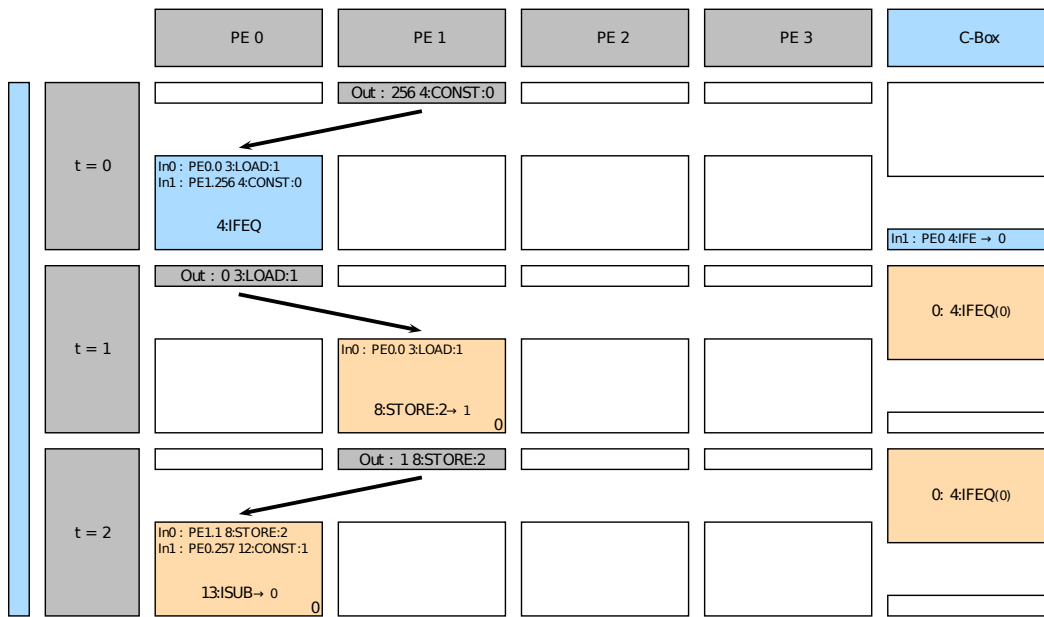 PE 0
PE 1
PE 2
PE 3
C-Box
t = 0
Out : 256 4:CONST:0
In0 : PE0.0 3:LOAD:1
In1 : PE1.256 4:CONST:0
4:IFEQ
In1 : PE0 4:IFE → 0
t = 1
Out : 0 3:LOAD:1
0: 4:IFEQ(0)
In0 : PE0.0 3:LOAD:1
8:STORE:2→ 1
0
t = 2
Out : 1 8:STORE:2
0: 4:IFEQ(0)
In0 : PE1.1 8:STORE:2
In1 : PE0.257 12:CONST:1
13:ISUB→ 0
0